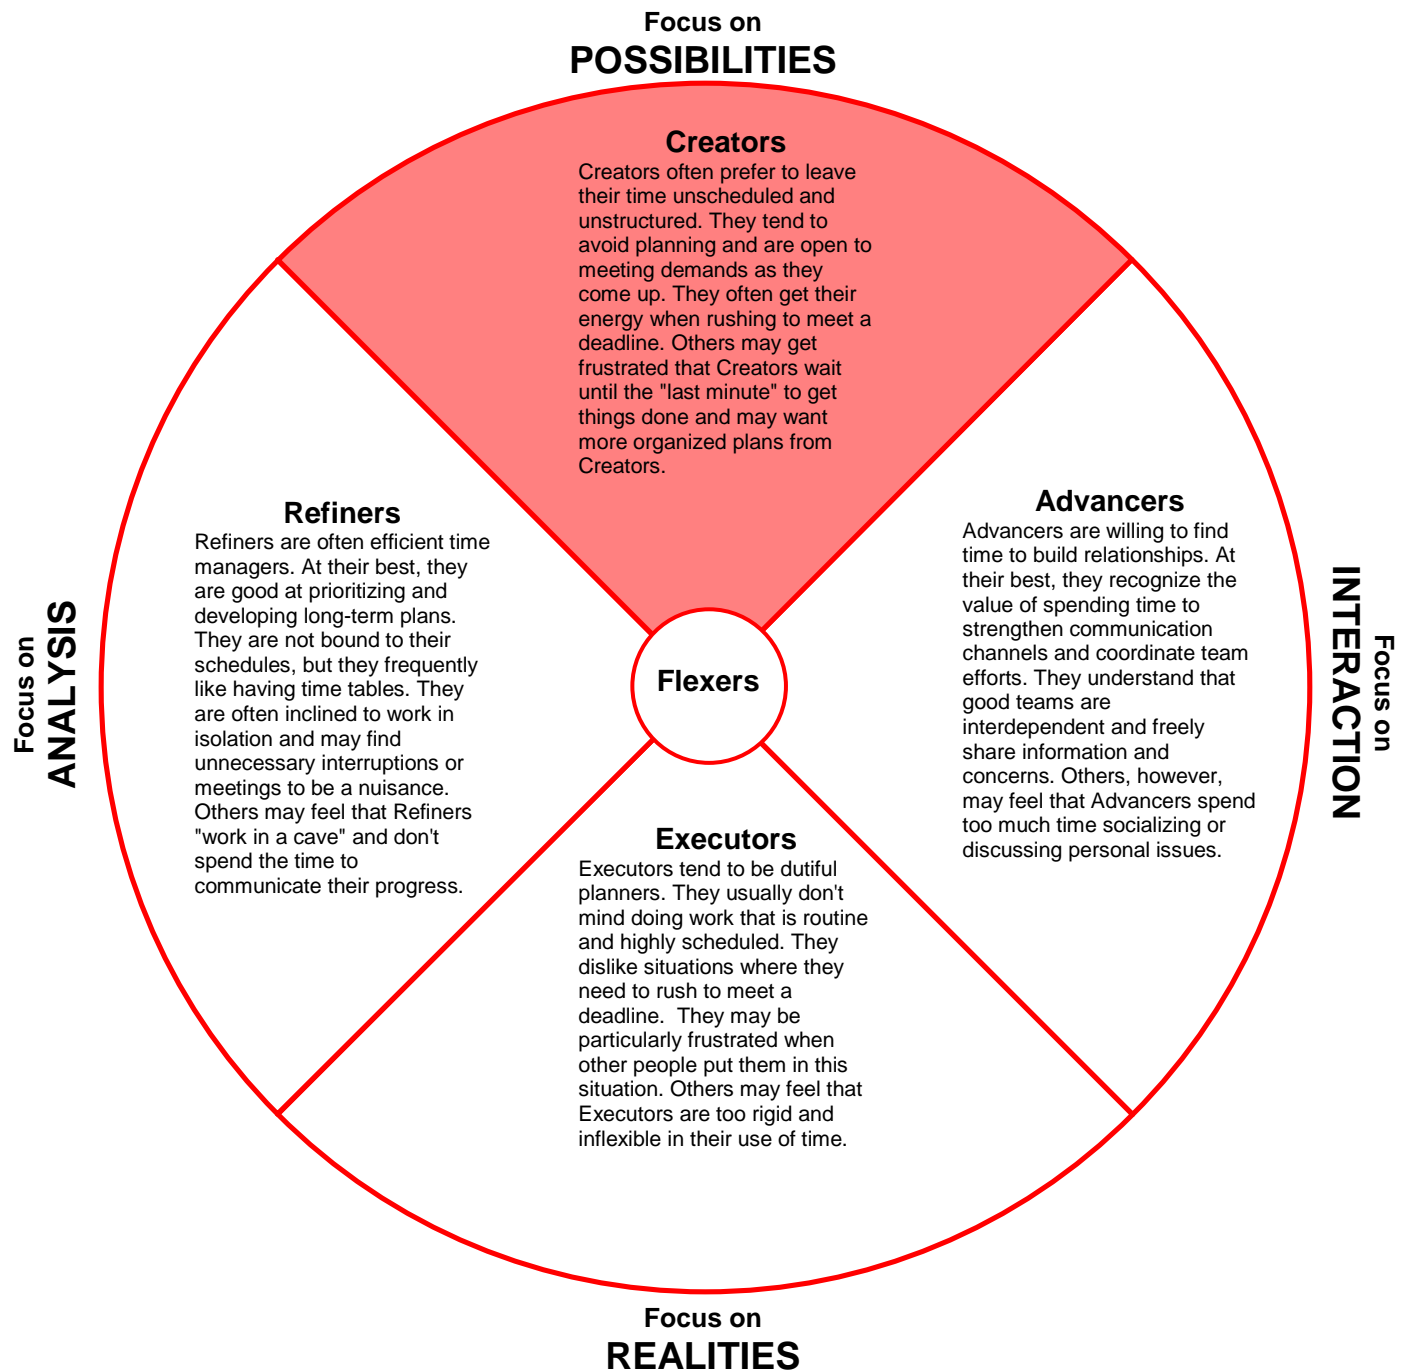 Focus on
POSSIBILITIES
Creators
Creators often prefer to leave
their time unscheduled and
unstructured. They tend to
avoid planning and are open to
meeting demands as they
come up. They often get their
energy when rushing to meet a
deadline. Others may get
frustrated that Creators wait
until the "last minute" to get
things done and may want
more organized plans from
Creators.
Focus on
ANALYSIS
Refiners
Refiners are often efficient time
managers. At their best, they
are good at prioritizing and
developing long-term plans.
They are not bound to their
schedules, but they frequently
like having time tables. They
are often inclined to work in
isolation and may find
unnecessary interruptions or
meetings to be a nuisance.
Others may feel that Refiners
"work in a cave" and don't
spend the time to
communicate their progress.
Flexers
Advancers
Advancers are willing to find
time to build relationships. At
their best, they recognize the
value of spending time to
strengthen communication
channels and coordinate team
efforts. They understand that
good teams are
interdependent and freely
share information and
concerns. Others, however,
may feel that Advancers spend
too much time socializing or
discussing personal issues.
Focus on
INTERACTION
Executors
Executors tend to be dutiful
planners. They usually don't
mind doing work that is routine
and highly scheduled. They
dislike situations where they
need to rush to meet a
deadline.  They may be
particularly frustrated when
other people put them in this
situation. Others may feel that
Executors are too rigid and
inflexible in their use of time.
Focus on
REALITIES